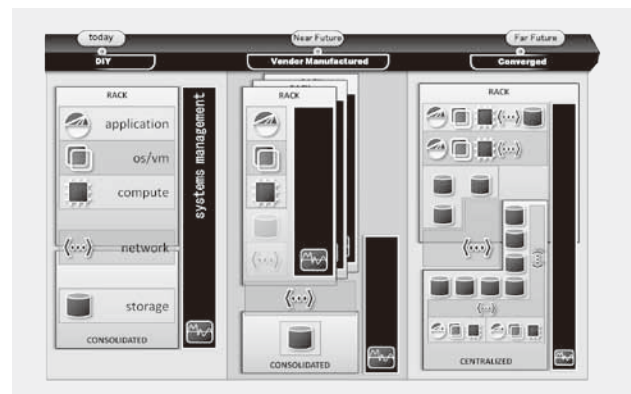 today
Near Future
Far Future
DIY
Vendor Manufactured
Converged
RACK
application
os/vm
compute
network
storage
CONSOLIDATED
systems management
RACK
CONSOLIDATED
RACK
CENTRALIZED